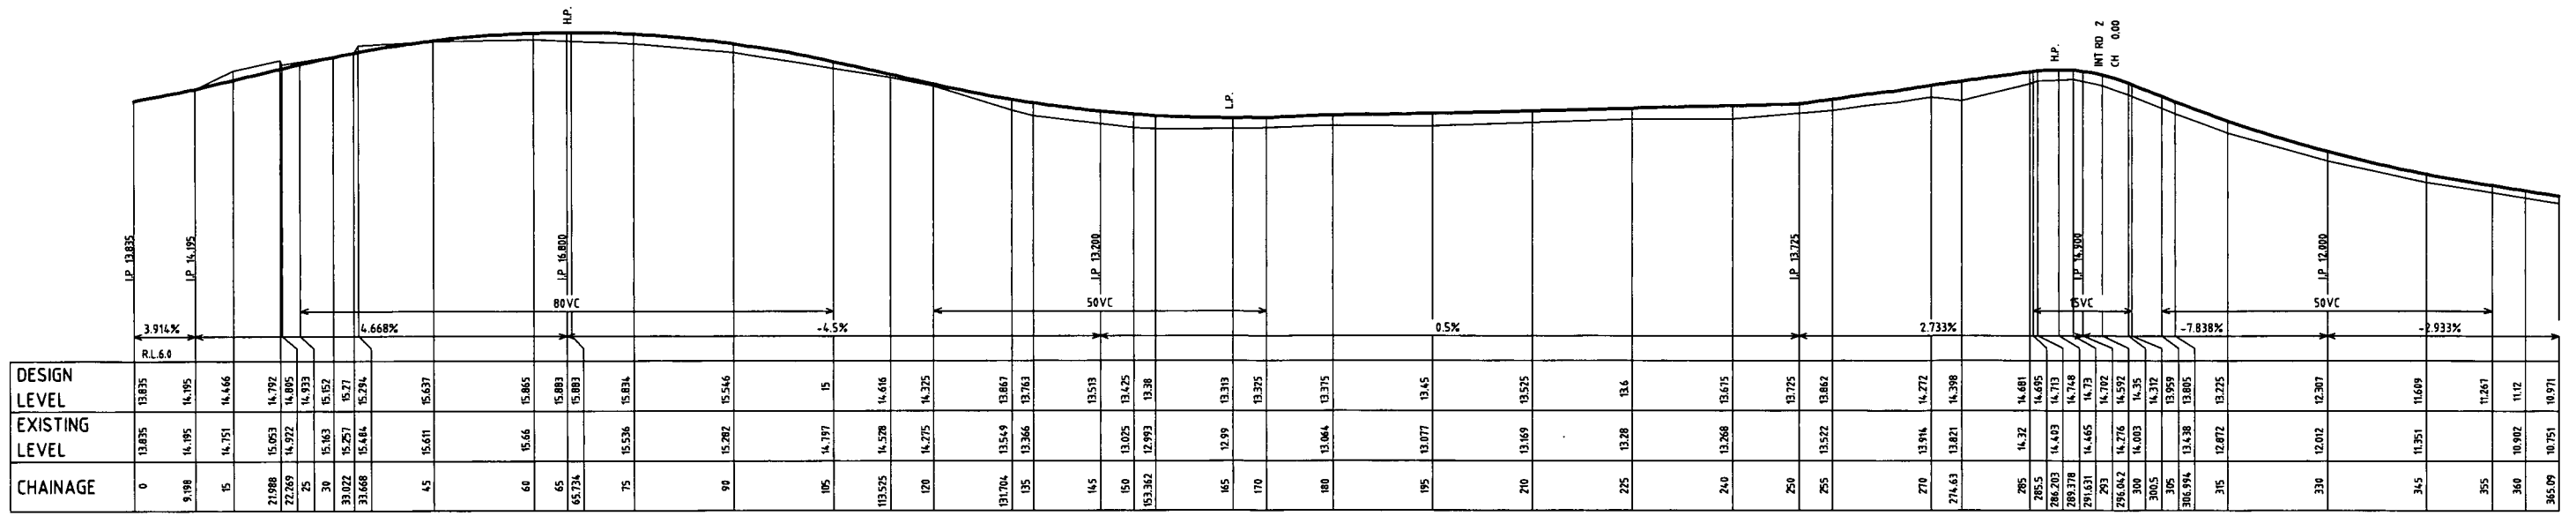 H.P.
H.P.
INT RD 2
CH 0.00
L.P.
I.P 13.835
I.P 14.195
I.P 16.800
I.P 13.200
I.P 13.725
I.P 14.900
I.P 12.000
80VC
50VC
15VC
50VC
3.914% 4.668% -4.5% 0.5% 2.733% -7.838% -2.933%
R.L.6.0
DESIGN LEVEL 13.835 14.195 14.466 14.792 14.805 14.933 15.152 15.27 15.294 15.637 15.865 15.883 15.883 15.834 15.546 15 14.616 14.325 13.867 13.763 13.513 13.425 13.38 13.313 13.325 13.375 13.45 13.525 13.6 13.675 13.725 13.862 14.272 14.398 14.681 14.695 14.713 14.748 14.73 14.702 14.592 14.35 14.312 13.959 13.805 13.225 12.307 11.609 11.267 11.12 10.971
EXISTING LEVEL 13.835 14.195 14.751 15.053 14.922 15.163 15.257 15.484 15.611 15.66 15.536 15.282 14.797 14.528 14.275 13.549 13.366 13.025 12.993 12.99 13.064 13.077 13.169 13.28 13.268 13.522 13.914 13.821 14.32 14.403 14.465 14.276 14.003 13.438 12.872 12.012 11.351 10.902 10.751
CHAINAGE 0 9.198 15 21.988 22.269 25 30 33.022 33.668 45 60 65 65.734 75 90 105 113.525 120 131.704 135 145 150 153.362 165 170 180 195 210 225 240 250 255 270 274.63 285 285.5 286.203 289.378 291.631 293 296.042 300 300.5 305 306.994 315 330 345 355 360 365.09